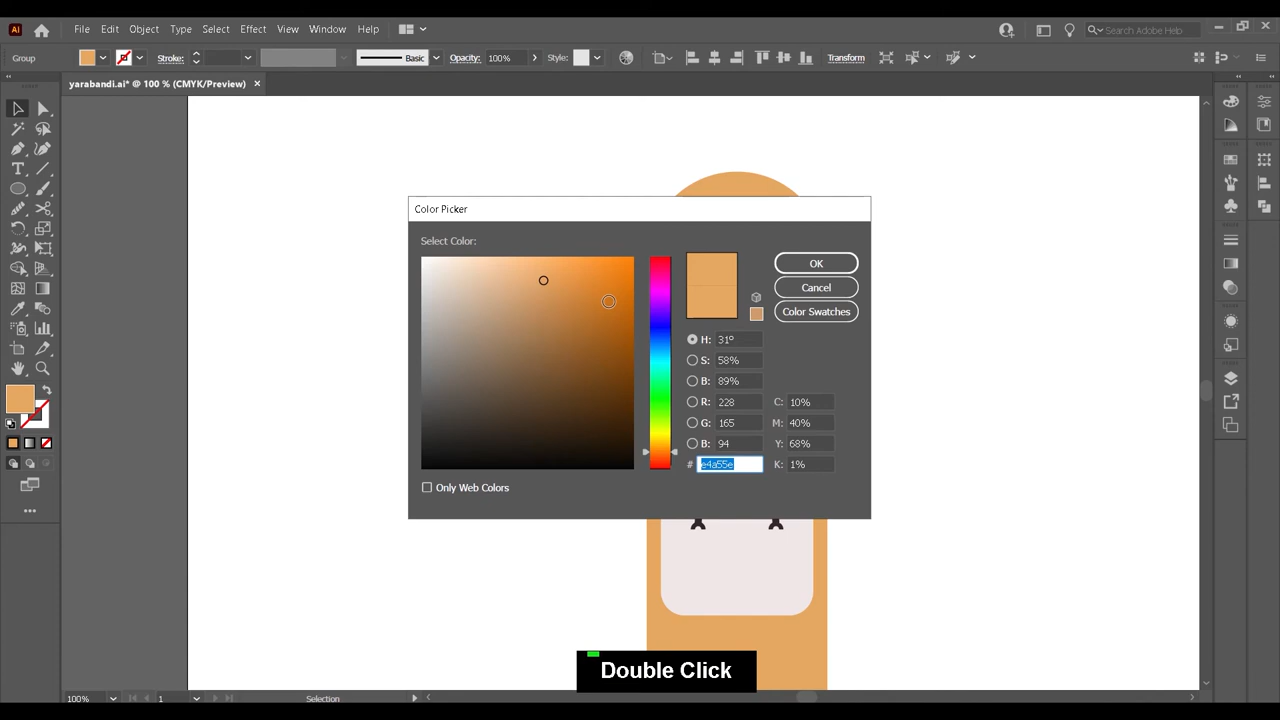 Ai File Edit Object Type Select Effect View Window Help Search Adobe Help
Group Stroke: Basic Opacity: 100% Style: Transform
yarabandi.ai* @ 100 % (CMYK/Preview) ×
Color Picker
Select Color:
OK
Cancel
Color Swatches
H: 31°
S: 58%
B: 89%
R: 228 C: 10%
G: 165 M: 40%
B: 94 Y: 68%
# e4a55e K: 1%
Only Web Colors
Double Click
100% 1 Selection